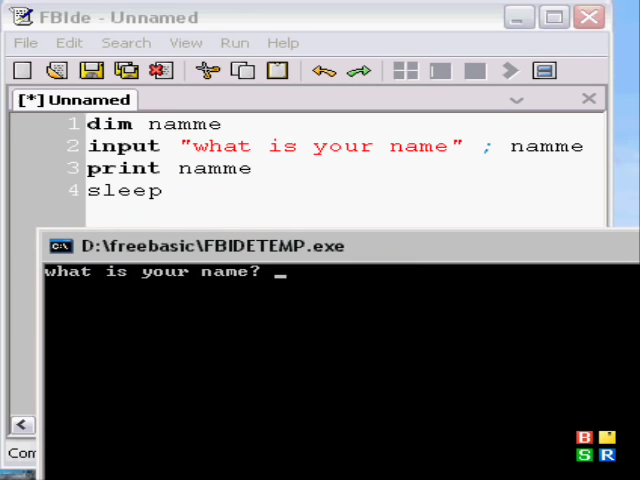 FBIde - Unnamed
File Edit Search View Run Help
[*] Unnamed
1 dim namme
2 input "what is your name" ; namme
3 print namme
4 sleep
D:\freebasic\FBIDETEMP.exe
what is your name? _
Com
B
S R